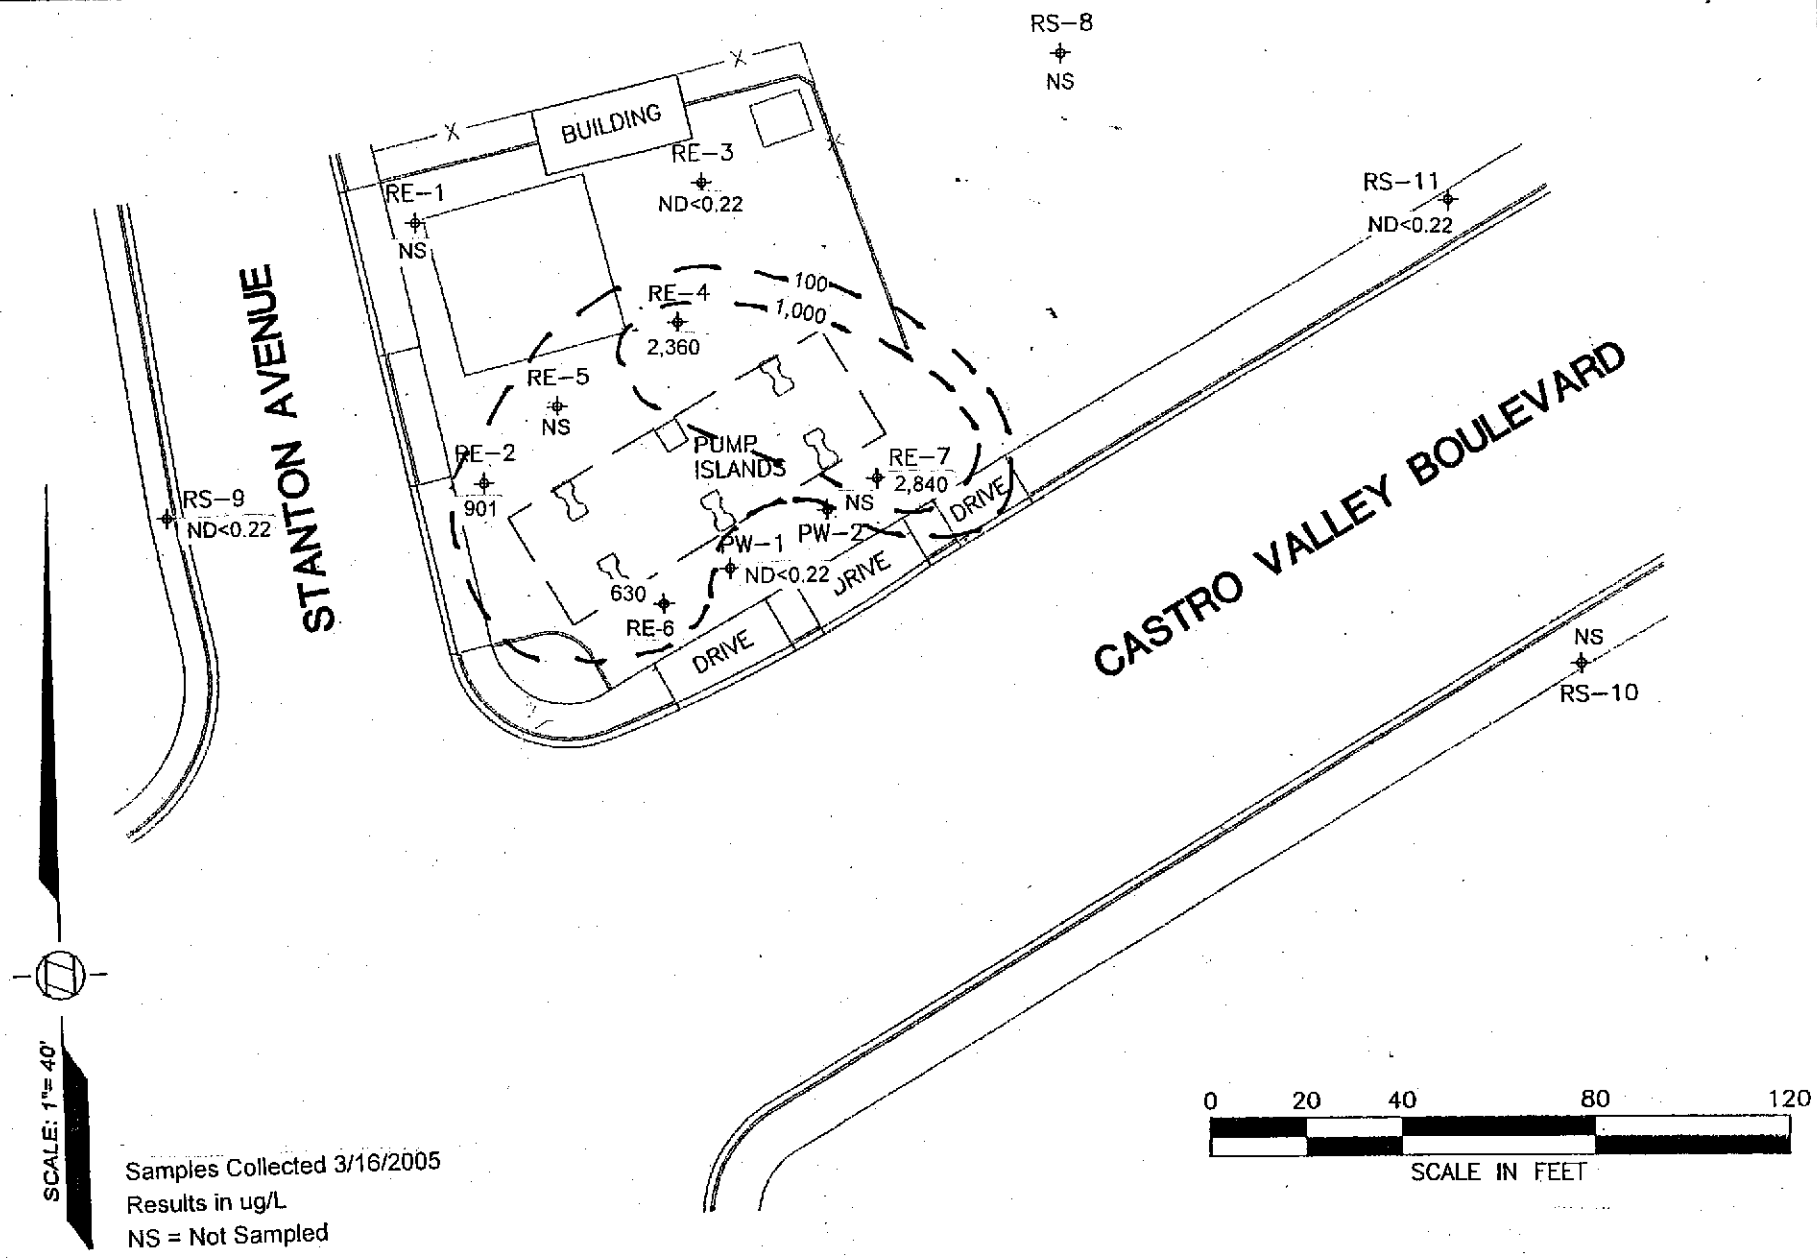 RS-8
NS
X
X
BUILDING
RE-3
ND<0.22
X
RE-1
NS
RS-11
ND<0.22
STANTON AVENUE
100
RE-4
1,000
2,360
RE-5
NS
PUMP
ISLANDS
RE-2
901
RE-7
2,840
NS
PW-2
DRIVE
RS-9
ND<0.22
PW-1
ND<0.22
DRIVE
630
RE-6
DRIVE
CASTRO VALLEY BOULEVARD
NS
RS-10
SCALE: 1"= 40'
0 20 40 80 120
SCALE IN FEET
Samples Collected 3/16/2005
Results in ug/L
NS = Not Sampled